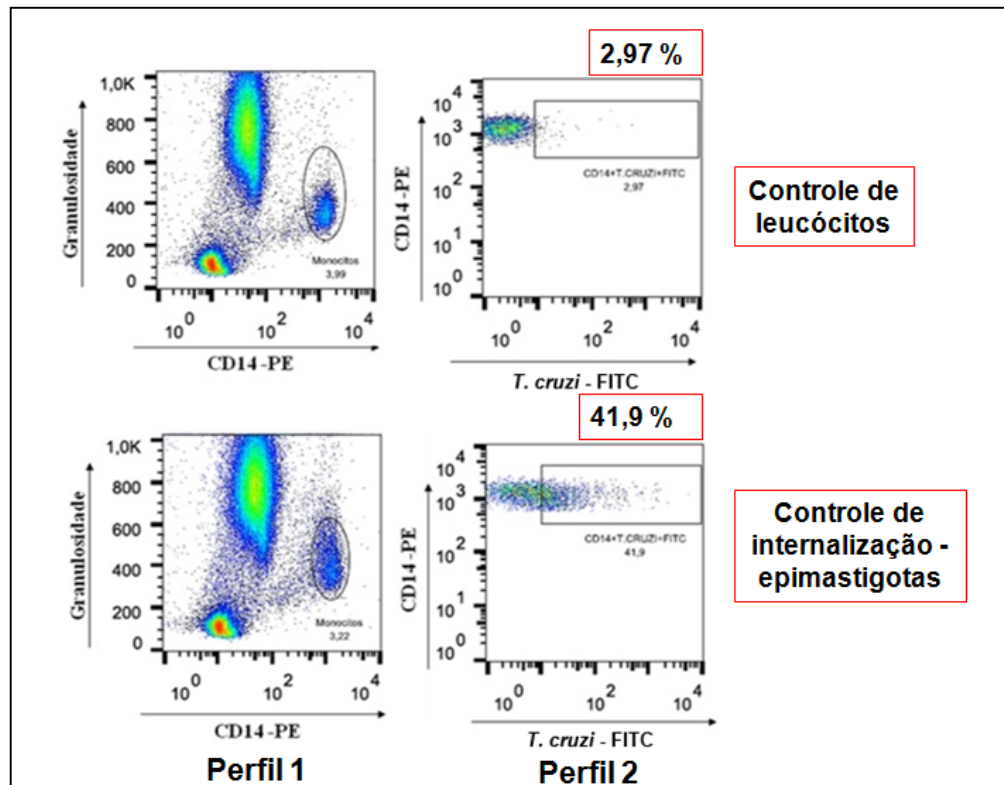 2,97 %
1,0K
800
600
400
200
0
Granulosidade
Monocitos
3,99
10^0 10^2 10^4
CD14-PE
10^4
10^3
10^2
10^1
10^0
CD14-PE
CD14+T.CRUZI+FITC
2,97
10^0 10^2 10^4
T. cruzi - FITC
Controle de
leucócitos
41,9 %
1,0K
800
600
400
200
0
Granulosidade
Monocitos
3,22
10^0 10^2 10^4
CD14-PE
10^4
10^3
10^2
10^1
10^0
CD14-PE
CD14+T.CRUZI+FITC
41,9
10^0 10^2 10^4
T. cruzi - FITC
Controle de
internalização -
epimastigotas
Perfil 1
Perfil 2